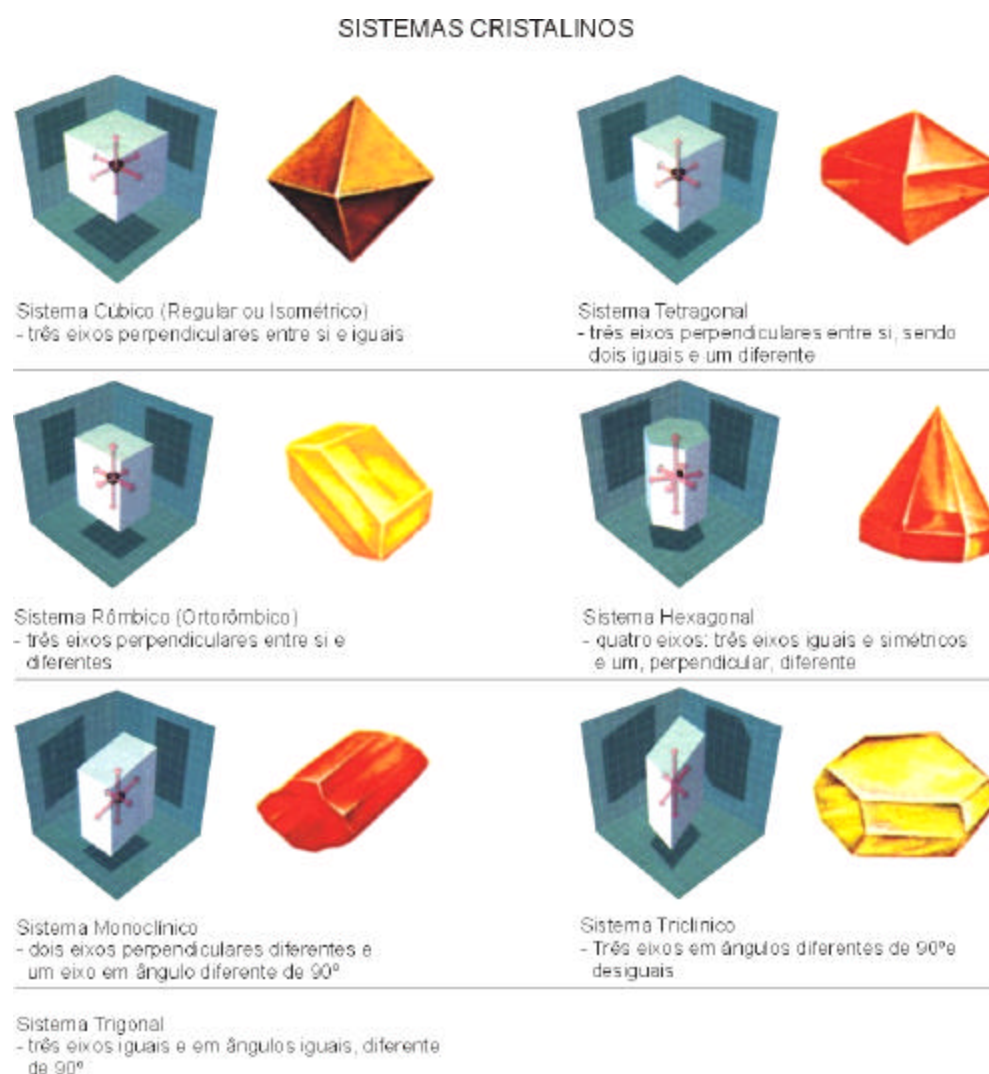 SISTEMAS CRISTALINOS
Sistema Cúbico (Regular ou Isométrico)
- três eixos perpendiculares entre si e iguais
Sistema Tetragonal
- três eixos perpendiculares entre si, sendo
dois iguais e um diferente
Sistema Rômbico (Ortorômbico)
- três eixos perpendiculares entre si e
diferentes
Sistema Hexagonal
- quatro eixos: três eixos iguais e simétricos
e um, perpendicular, diferente
Sistema Monoclínico
- dois eixos perpendiculares diferentes e
um eixo em ângulo diferente de 90º
Sistema Triclinico
- Três eixos em ângulos diferentes de 90ºe
desiguais
Sistema Trigonal
- três eixos iguais e em ângulos iguais, diferente
de 90º